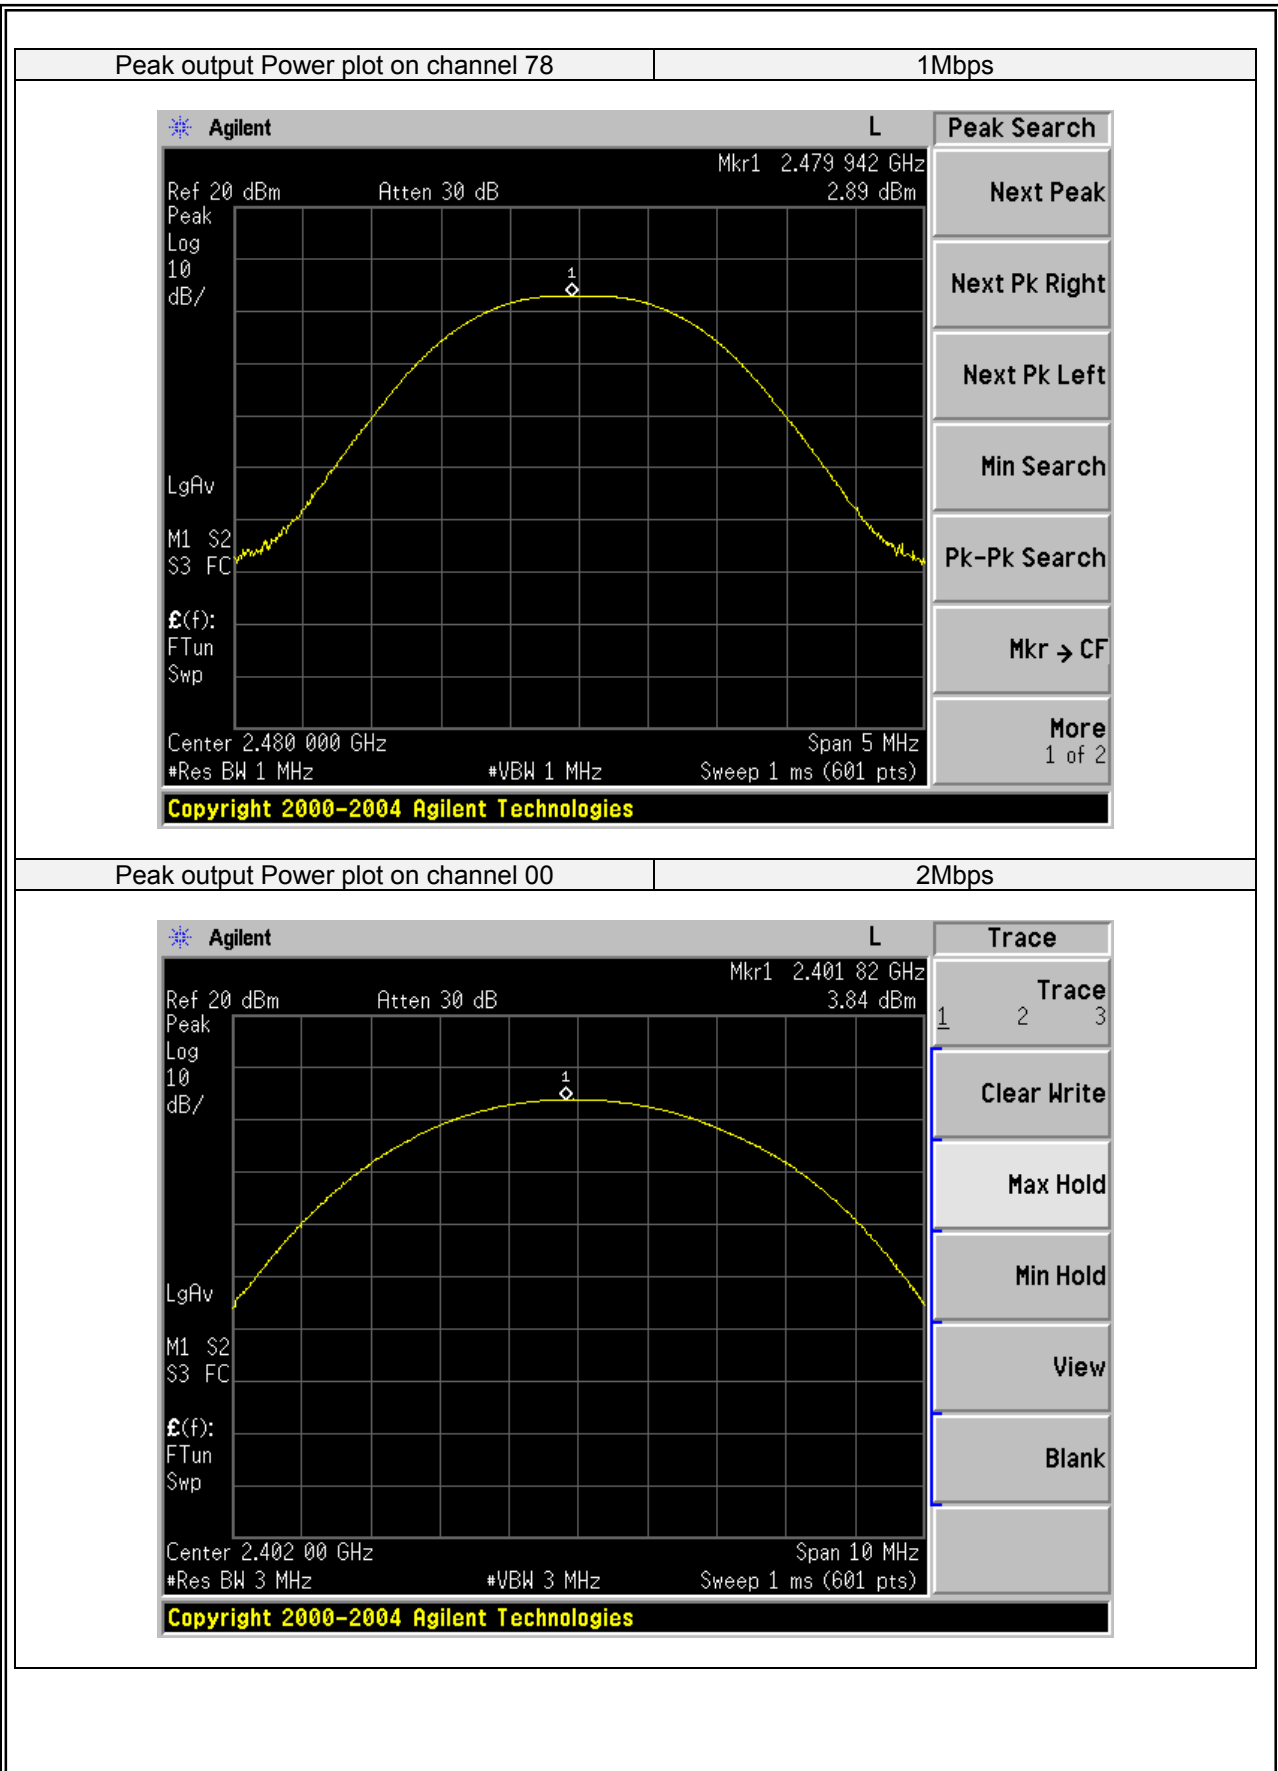 Peak output Power plot on channel 78 1Mbps
Agilent L Peak Search
Mkr1 2.479 942 GHz
Ref 20 dBm Atten 30 dB 2.89 dBm Next Peak
Peak
Log
10 1
dB/ Next Pk Right
Next Pk Left
Min Search
LgAv
M1 S2
S3 FC Pk-Pk Search
£(f):
FTun Mkr → CF
Swp
Center 2.480 000 GHz Span 5 MHz More
#Res BW 1 MHz #VBW 1 MHz Sweep 1 ms (601 pts) 1 of 2
Copyright 2000-2004 Agilent Technologies
Peak output Power plot on channel 00 2Mbps
Agilent L Trace
Mkr1 2.401 82 GHz
Ref 20 dBm Atten 30 dB 3.84 dBm Trace
Peak 1 2 3
Log
10 1
dB/ Clear Write
Max Hold
Min Hold
LgAv
M1 S2
S3 FC View
£(f):
FTun Blank
Swp
Center 2.402 00 GHz Span 10 MHz
#Res BW 3 MHz #VBW 3 MHz Sweep 1 ms (601 pts)
Copyright 2000-2004 Agilent Technologies